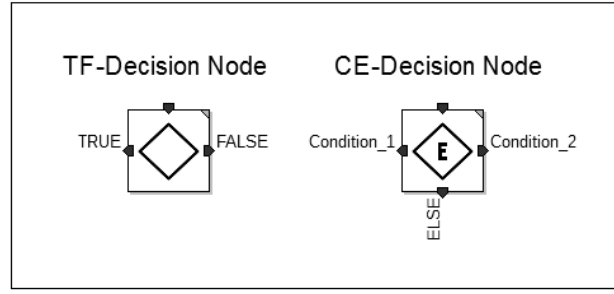 TF-Decision Node
CE-Decision Node
TRUE
FALSE
Condition_1
E
Condition_2
ELSE